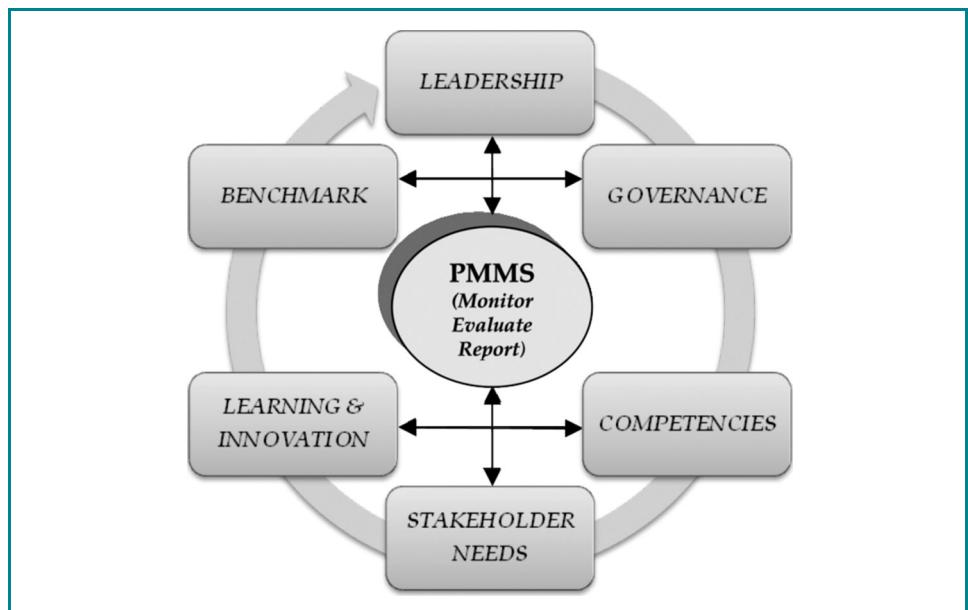 LEADERSHIP
BENCHMARK
GOVERNANCE
PMMS
(Monitor
Evaluate
Report)
LEARNING &
INNOVATION
COMPETENCIES
STAKEHOLDER
NEEDS